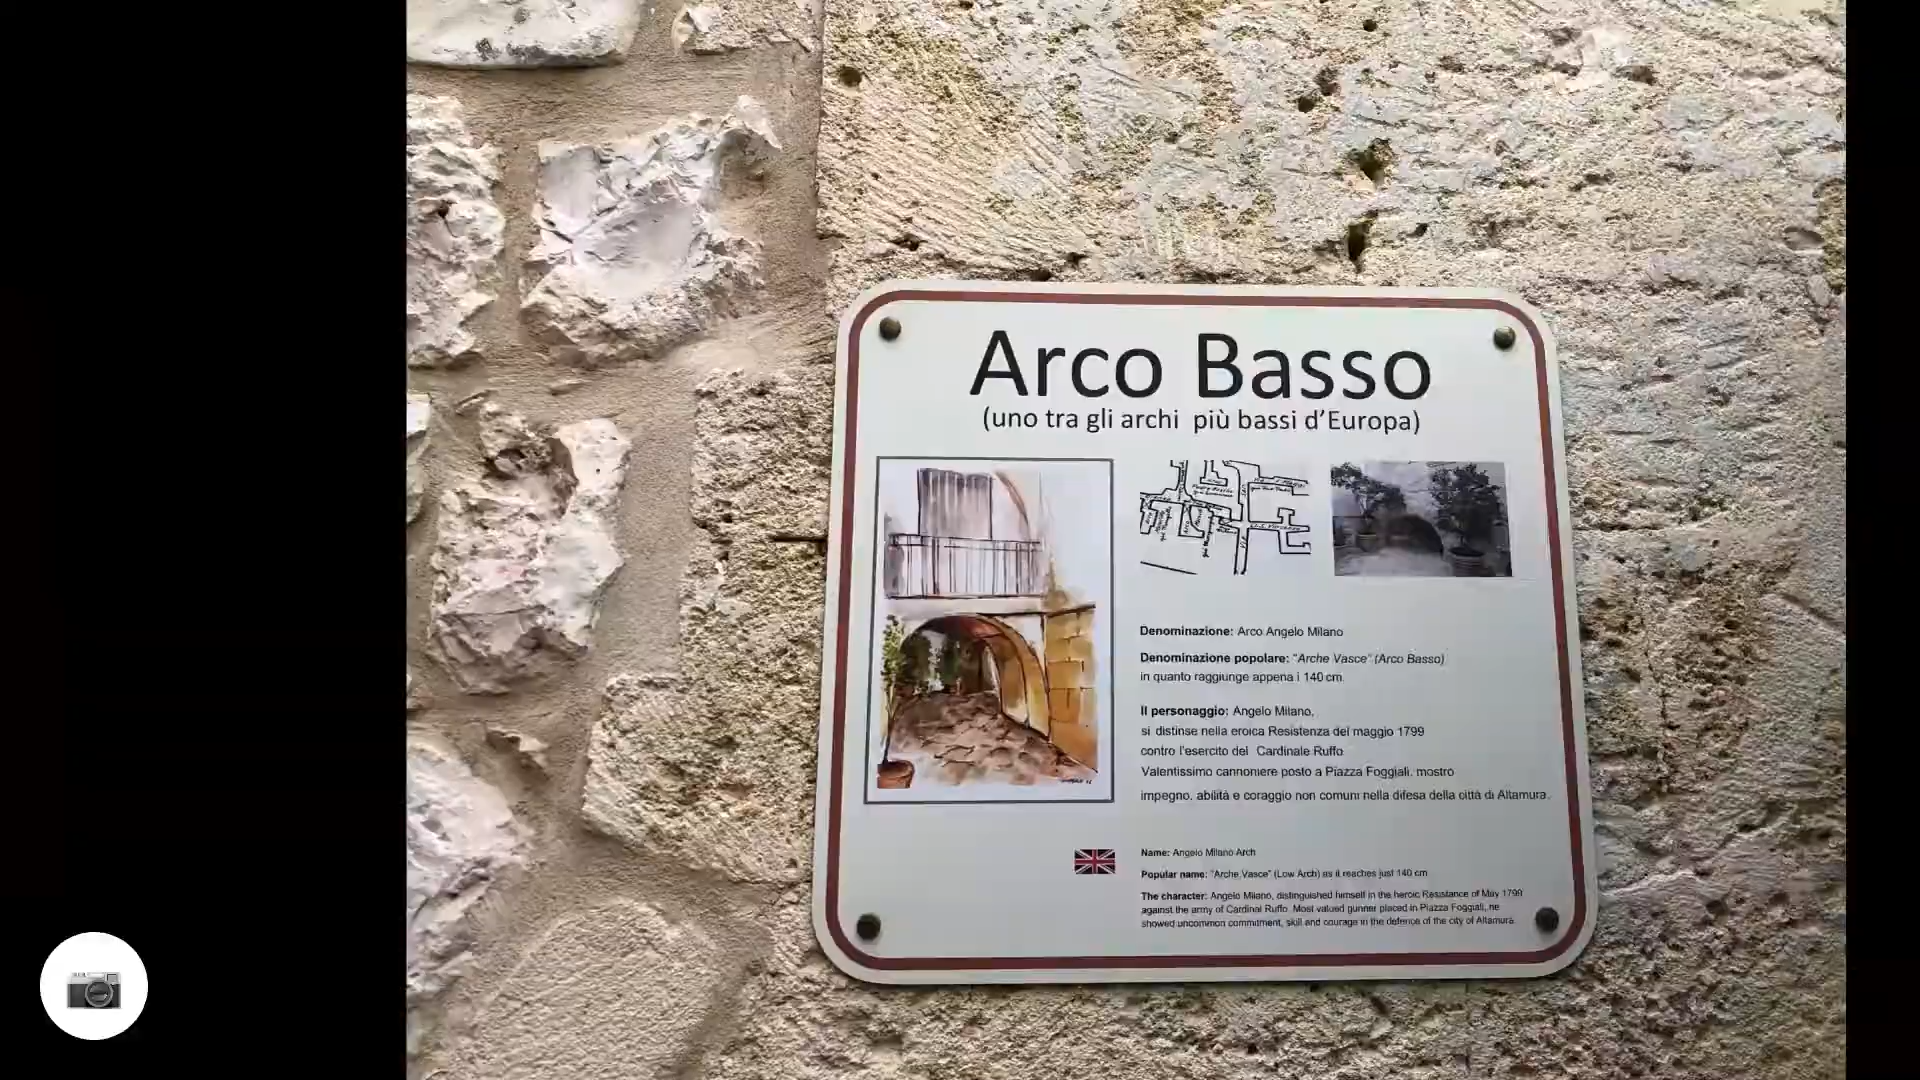 Arco Basso
(uno tra gli archi più bassi d'Europa)
Denominazione: Arco Angelo Milano
Denominazione popolare: "Arche Vasce" (Arco Basso)
in quanto raggiunge appena i 140 cm.
Il personaggio: Angelo Milano,
si distinse nella eroica Resistenza del maggio 1799
contro l'esercito del Cardinale Ruffo.
Valentissimo cannoniere posto a Piazza Foggiali, mostro
impegno, abilità e coraggio non comuni nella difesa della città di Altamura.
Name: Angelo Milano Arch
Popular name: "Arche Vasce" (Low Arch) as it reaches just 140 cm
The character: Angelo Milano, distinguished himself in the heroic Resistance of May 1799
against the army of Cardinal Ruffo. Most valued gunner placed in Piazza Foggiali, he
showed uncommon commitment, skill and courage in the defence of the city of Altamura.